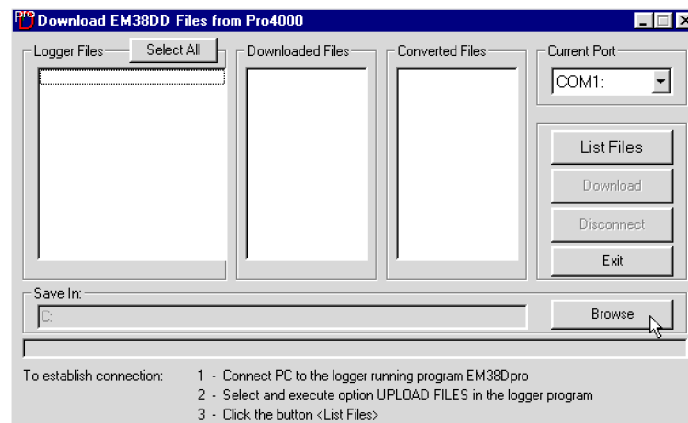 Pro Download EM38DD Files from Pro4000
Logger Files Select All Downloaded Files Converted Files Current Port
COM1:
List Files
Download
Disconnect
Exit
Save In:
C:
Browse
To establish connection: 1 - Connect PC to the logger running program EM38Dpro
2 - Select and execute option UPLOAD FILES in the logger program
3 - Click the button <List Files>